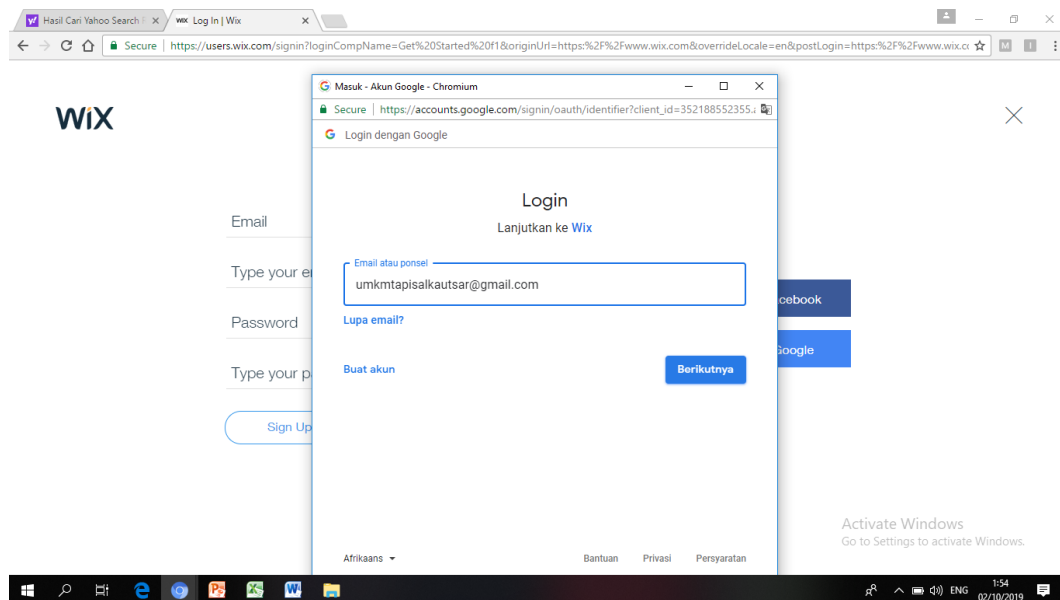 Hasil Cari Yahoo Search
Log In | Wix
Secure | https://users.wix.com/signin?loginCompName=Get%20Started%20f1&originUrl=https:%2F%2Fwww.wix.com&overrideLocale=en&postLogin=https:%2F%2Fwww.wix.co
Masuk - Akun Google - Chromium
Secure | https://accounts.google.com/signin/oauth/identifier?client_id=352188552355.
Login dengan Google
WiX
Login
Lanjutkan ke Wix
Email
Email atau ponsel
Type your e
umkmtapisalkautsar@gmail.com
cebook
Password
Lupa email?
Google
Type your p
Buat akun
Berikutnya
Sign Up
Activate Windows
Go to Settings to activate Windows.
Afrikaans
Bantuan Privasi Persyaratan
ENG
1:54
02/10/2019